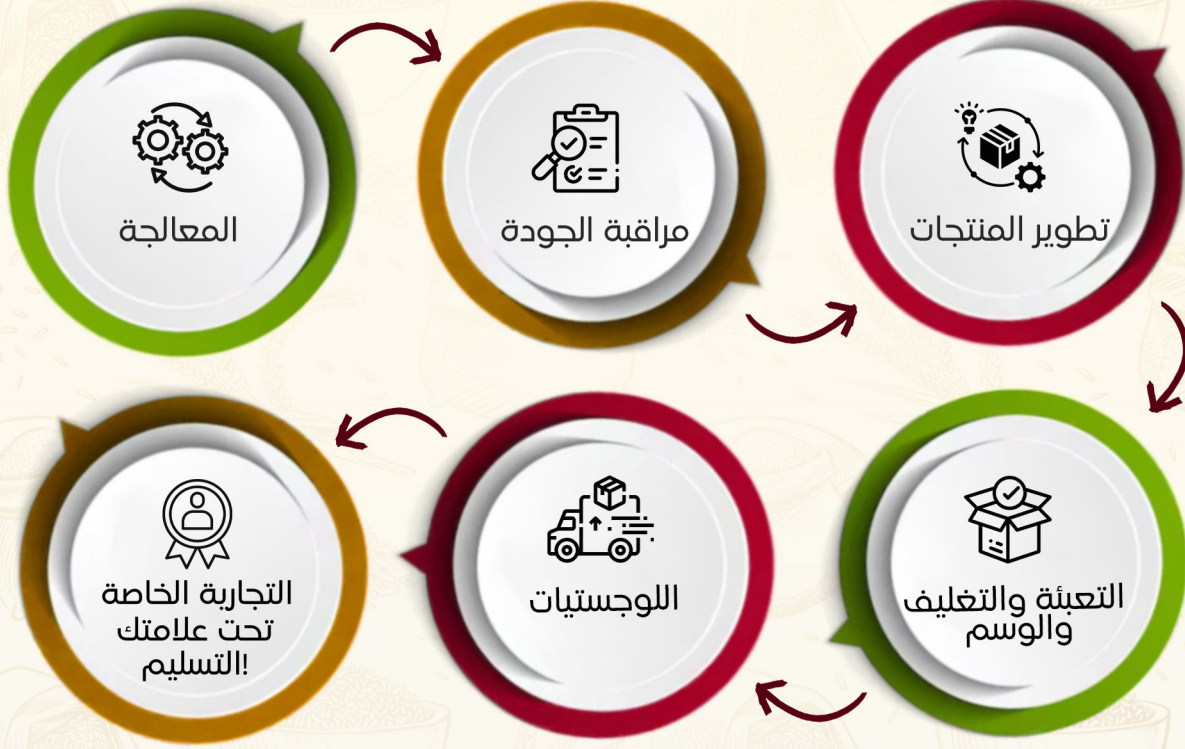 المعالجة
مراقبة الجودة
تطوير المنتجات
التعبئة والتغليف
والوسم
اللوجستيات
التجارية الخاصة
تحت علامتك
التسليم!